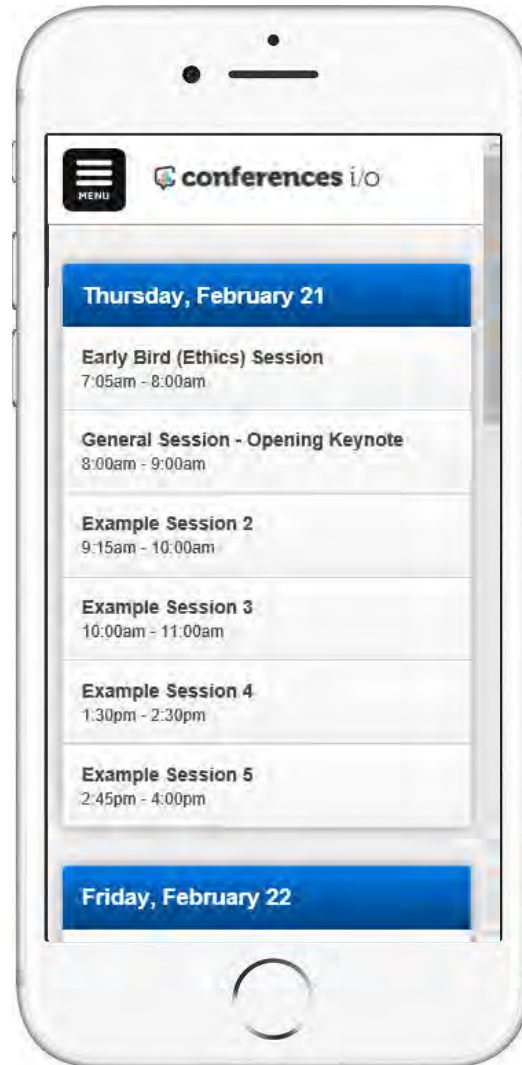 MENU
conferences i/o
Thursday, February 21
Early Bird (Ethics) Session
7:05am - 8:00am
General Session - Opening Keynote
8:00am - 9:00am
Example Session 2
9:15am - 10:00am
Example Session 3
10:00am - 11:00am
Example Session 4
1:30pm - 2:30pm
Example Session 5
2:45pm - 4:00pm
Friday, February 22